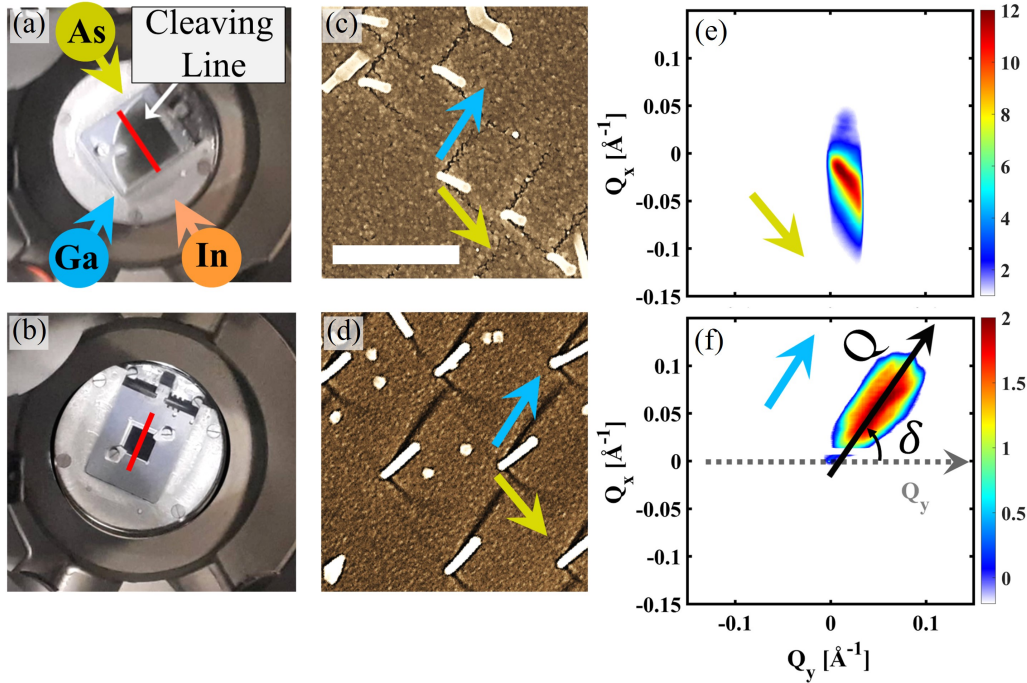 (a)
As
Cleaving
Line
Ga
In
(b)
(c)
(d)
(e)
Q_x [Å^-1]
0.1
0.05
0
-0.05
-0.1
-0.15
12
10
8
6
4
2
(f)
Q
δ
Q_y
Q_x [Å^-1]
0.1
0.05
0
-0.05
-0.1
-0.15
-0.1
0
0.1
Q_y [Å^-1]
2
1.5
1
0.5
0